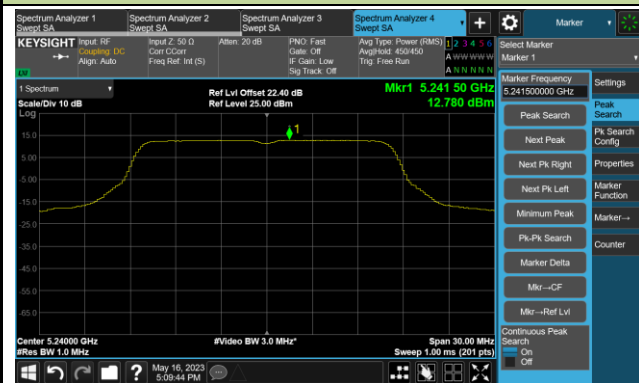 Spectrum Analyzer 1
Swept SA
Spectrum Analyzer 2
Swept SA
Spectrum Analyzer 3
Swept SA
Spectrum Analyzer 4
Swept SA
Marker
KEYSIGHT
Input: RF
Coupling: DC
Align: Auto
Input Z: 50 Ω
Corr CCorr
Freq Ref: Int (S)
Atten: 20 dB
PNO: Fast
Gate: Off
IF Gain: Low
Sig Track: Off
Avg Type: Power (RMS)
Avg|Hold: 450/450
Trig: Free Run
1 2 3 4 5 6
A W W W W W
A N N N N N
LXI
1 Spectrum
Scale/Div 10 dB
Log
Ref Lvl Offset 22.40 dB
Ref Level 25.00 dBm
Mkr1 5.241 50 GHz
12.780 dBm
1
15.0
5.00
-5.00
-15.0
-25.0
-35.0
-45.0
-55.0
-65.0
Center 5.24000 GHz
#Res BW 1.0 MHz
#Video BW 3.0 MHz*
Span 30.00 MHz
Sweep 1.00 ms (201 pts)
May 16, 2023
5:09:44 PM
Select Marker
Marker 1
Marker Frequency
5.241500000 GHz
Peak Search
Next Peak
Next Pk Right
Next Pk Left
Minimum Peak
Pk-Pk Search
Marker Delta
Mkr→CF
Mkr→Ref Lvl
Continuous Peak
Search
On
Off
Settings
Peak
Search
Pk Search
Config
Properties
Marker
Function
Marker→
Counter